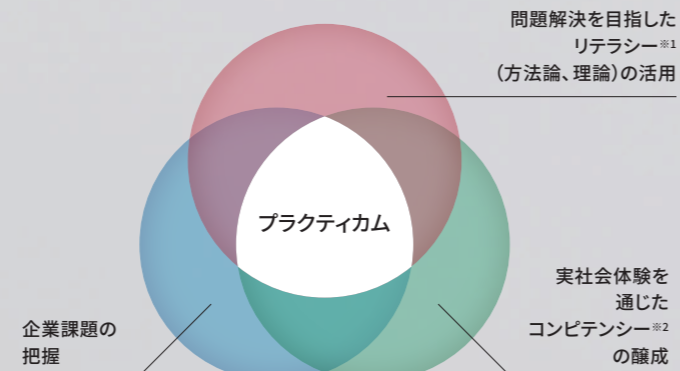 問題解決を目指した
リテラシー※1
（方法論、理論）の活用
プラクティカム
実社会体験を
通じた
コンピテンシー※2
の醸成
企業課題の
把握